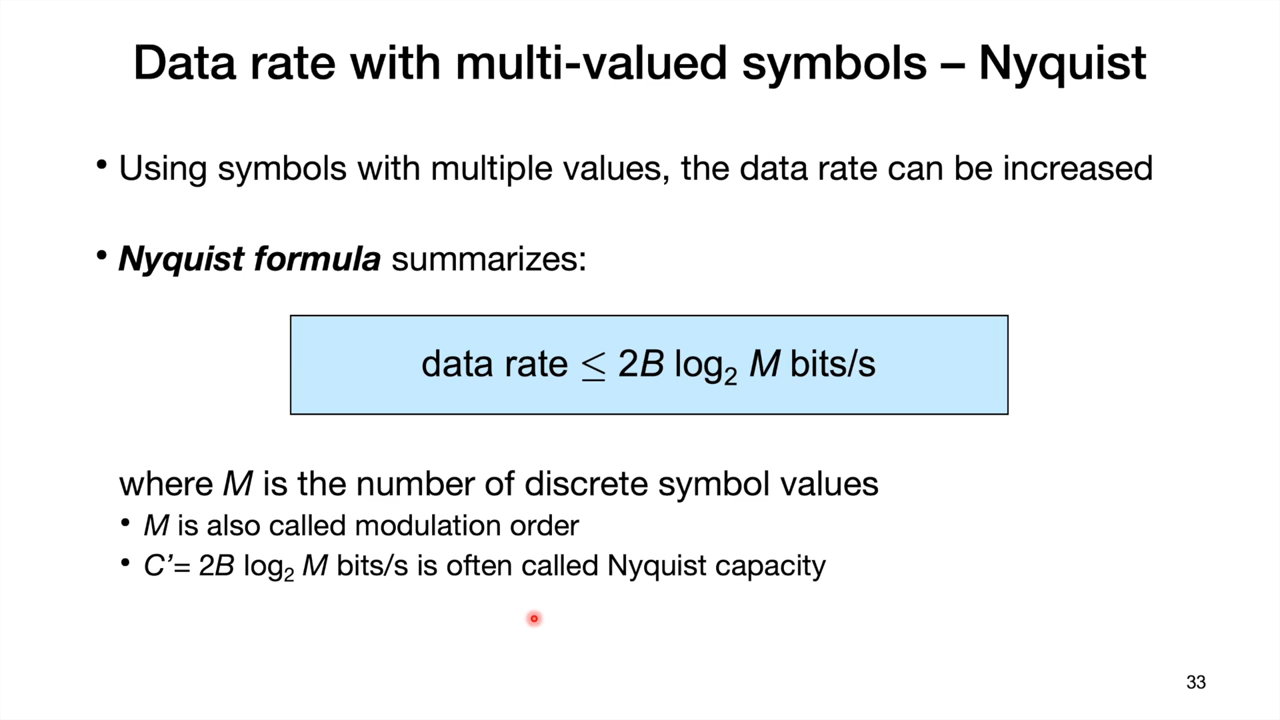 Data rate with multi-valued symbols – Nyquist
• Using symbols with multiple values, the data rate can be increased
• Nyquist formula summarizes:
data rate ≤ 2B log₂ M bits/s
where M is the number of discrete symbol values
• M is also called modulation order
• C’= 2B log₂ M bits/s is often called Nyquist capacity
33